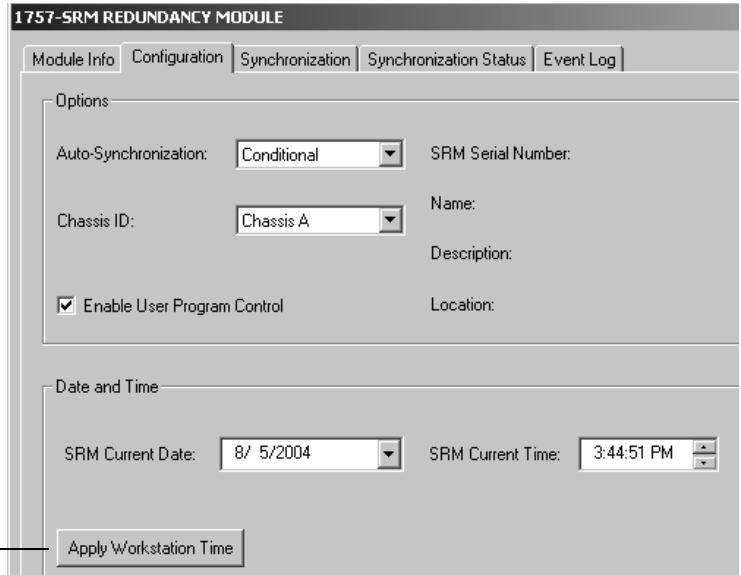 1757-SRM REDUNDANCY MODULE
Module Info Configuration Synchronization Synchronization Status Event Log
Options
Auto-Synchronization: Conditional SRM Serial Number:
Name:
Chassis ID: Chassis A
Description:
Enable User Program Control Location:
Date and Time
SRM Current Date: 8/ 5/2004 SRM Current Time: 3:44:51 PM
Apply Workstation Time